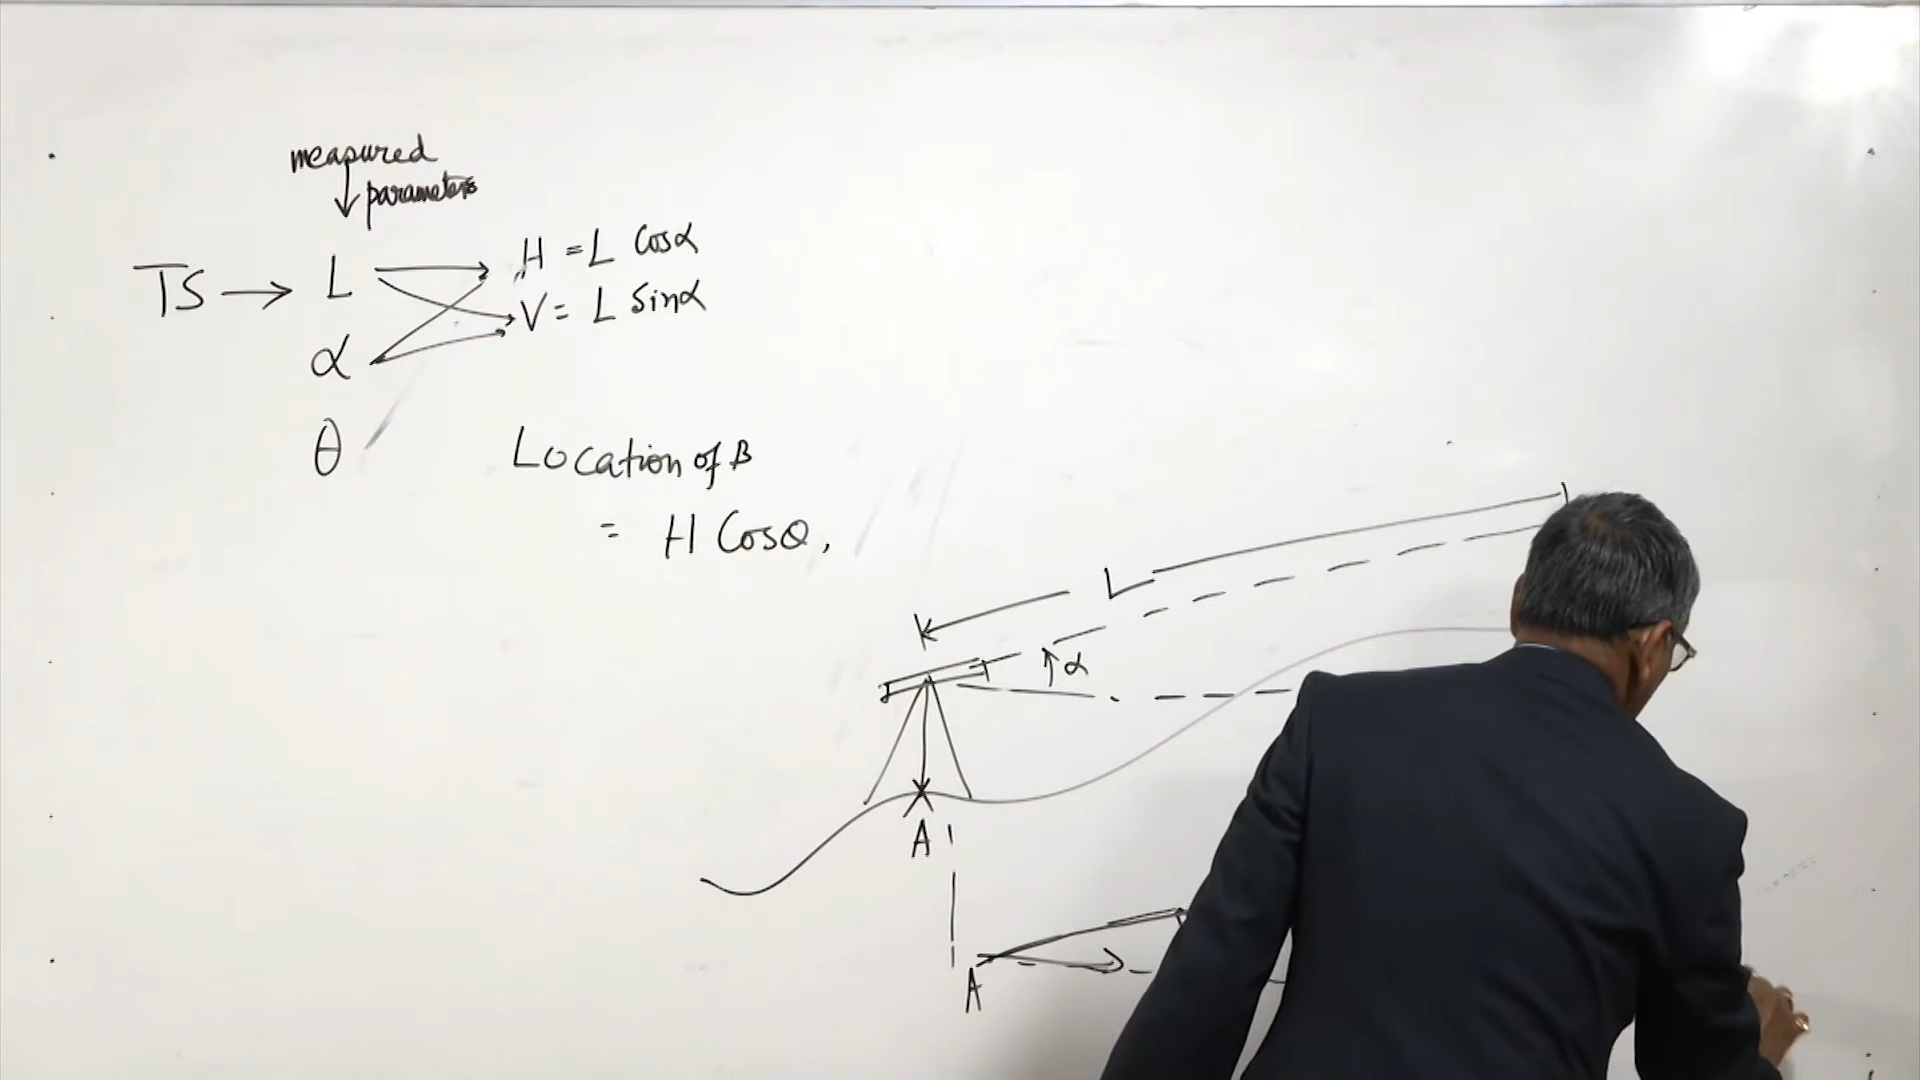 measured
parameters
TS → L
H = L Cosα
V = L Sinα
α
θ
Location of B
= H Cosθ,
L
α
A
A